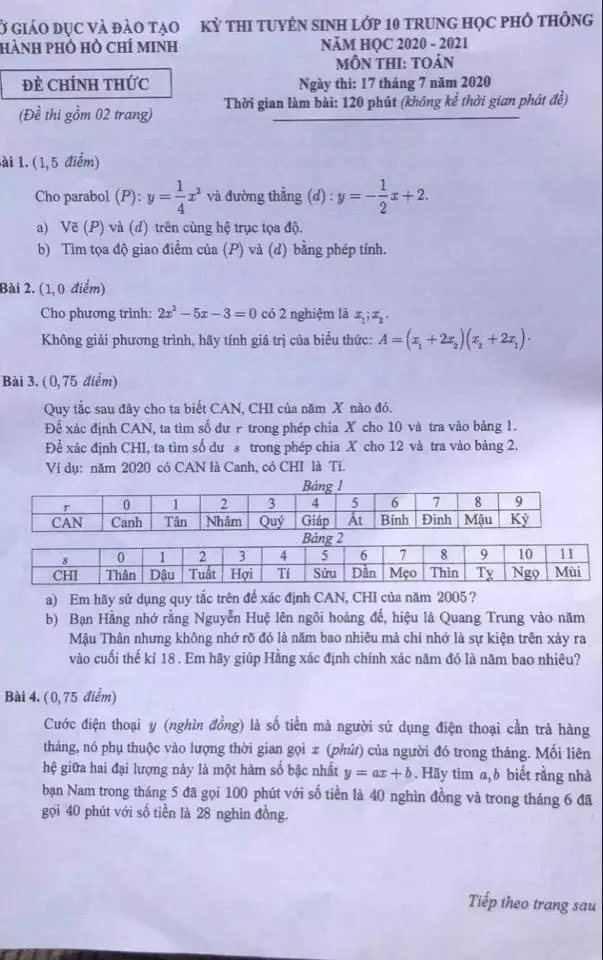 Ở GIÁO DỤC VÀ ĐÀO TẠO
HÀNH PHỐ HỒ CHÍ MINH
ĐỀ CHÍNH THỨC
(Đề thi gồm 02 trang)
KỲ THI TUYỂN SINH LỚP 10 TRUNG HỌC PHỔ THÔNG
NĂM HỌC 2020 - 2021
MÔN THI: TOÁN
Ngày thi: 17 tháng 7 năm 2020
Thời gian làm bài: 120 phút (không kể thời gian phát đề)
ài 1. (1,5 điểm)
Cho parabol (P): y = 1/4 x² và đường thẳng (d) : y = −1/2 x + 2.
a) Vẽ (P) và (d) trên cùng hệ trục tọa độ.
b) Tìm tọa độ giao điểm của (P) và (d) bằng phép tính.
Bài 2. (1,0 điểm)
Cho phương trình: 2x² − 5x − 3 = 0 có 2 nghiệm là x₁; x₂.
Không giải phương trình, hãy tính giá trị của biểu thức: A = (x₁ + 2x₂)(x₂ + 2x₁).
Bài 3. (0,75 điểm)
Quy tắc sau đây cho ta biết CAN, CHI của năm X nào đó.
Để xác định CAN, ta tìm số dư r trong phép chia X cho 10 và tra vào bảng 1.
Để xác định CHI, ta tìm số dư s trong phép chia X cho 12 và tra vào bảng 2.
Ví dụ: năm 2020 có CAN là Canh, có CHI là Tí.
Bảng 1
r 0 1 2 3 4 5 6 7 8 9
CAN Canh Tân Nhâm Quý Giáp Ất Bính Đinh Mậu Kỷ
Bảng 2
s 0 1 2 3 4 5 6 7 8 9 10 11
CHI Thân Dậu Tuất Hợi Tí Sửu Dần Mẹo Thìn Tỵ Ngọ Mùi
a) Em hãy sử dụng quy tắc trên để xác định CAN, CHI của năm 2005?
b) Bạn Hằng nhớ rằng Nguyễn Huệ lên ngôi hoàng đế, hiệu là Quang Trung vào năm
Mậu Thân nhưng không nhớ rõ đó là năm bao nhiêu mà chỉ nhớ là sự kiện trên xảy ra
vào cuối thế kỉ 18. Em hãy giúp Hằng xác định chính xác năm đó là năm bao nhiêu?
Bài 4. (0,75 điểm)
Cước điện thoại y (nghìn đồng) là số tiền mà người sử dụng điện thoại cần trả hàng
tháng, nó phụ thuộc vào lượng thời gian gọi x (phút) của người đó trong tháng. Mối liên
hệ giữa hai đại lượng này là một hàm số bậc nhất y = ax + b. Hãy tìm a, b biết rằng nhà
bạn Nam trong tháng 5 đã gọi 100 phút với số tiền là 40 nghìn đồng và trong tháng 6 đã
gọi 40 phút với số tiền là 28 nghìn đồng.
Tiếp theo trang sau